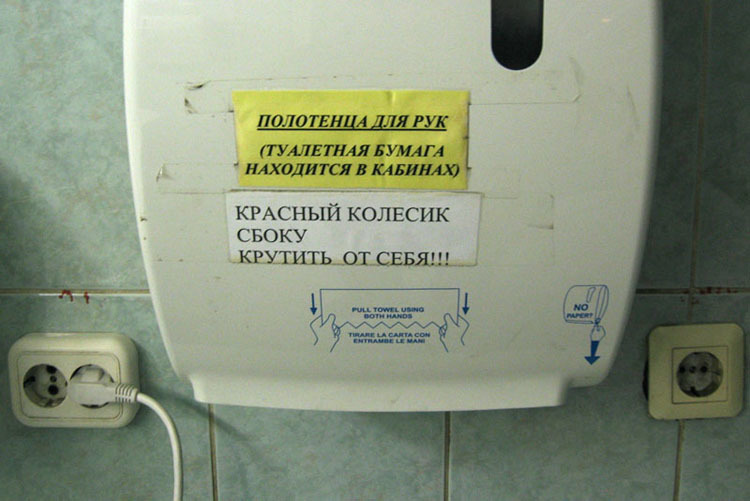 ПОЛОТЕНЦА ДЛЯ РУК
(ТУАЛЕТНАЯ БУМАГА
НАХОДИТСЯ В КАБИНАХ)
КРАСНЫЙ КОЛЕСИК
СБОКУ
КРУТИТЬ ОТ СЕБЯ!!!
PULL TOWEL USING
BOTH HANDS
TIRARE LA CARTA CON
ENTRAMBE LE MANI
NO
PAPER?